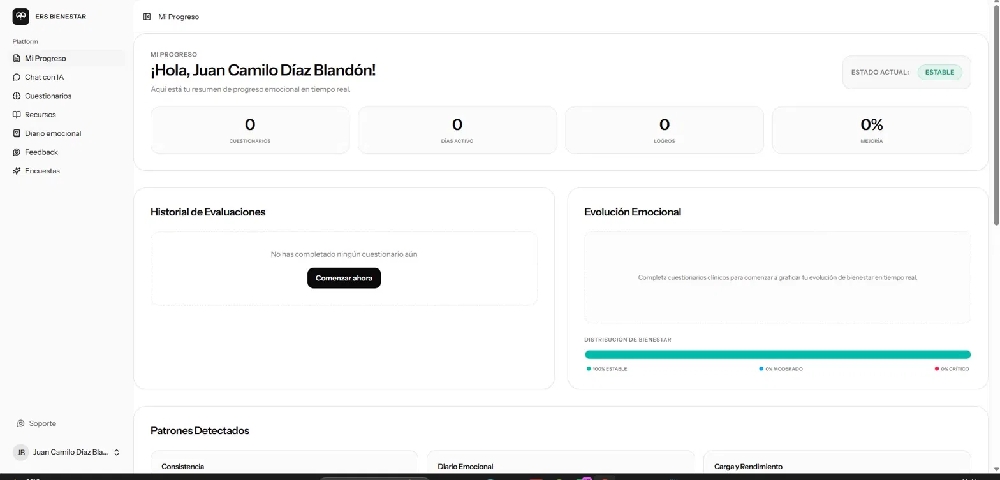 ERS BIENESTAR
Mi Progreso
Platform
Mi Progreso
Chat con IA
Cuestionarios
Recursos
Diario emocional
Feedback
Encuestas
MI PROGRESO
¡Hola, Juan Camilo Díaz Blandón!
Aquí está tu resumen de progreso emocional en tiempo real.
ESTADO ACTUAL: ESTABLE
0 0 0 0%
CUESTIONARIOS DÍAS ACTIVO LOGROS MEJORÍA
Historial de Evaluaciones
No has completado ningún cuestionario aún
Comenzar ahora
Evolución Emocional
Completa cuestionarios clínicos para comenzar a graficar tu evolución de bienestar en tiempo real.
DISTRIBUCIÓN DE BIENESTAR
100% ESTABLE 0% MODERADO 0% CRÍTICO
Patrones Detectados
Consistencia Diario Emocional Carga y Rendimiento
Soporte
JB Juan Camilo Díaz Bla...